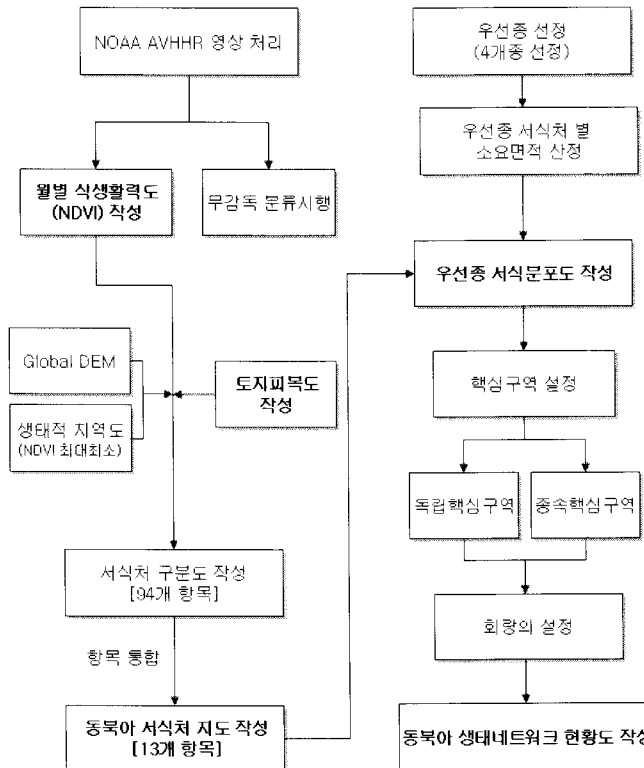 NOAA AVHHR 영상 처리
월별 식생활력도
(NDVI) 작성
무감독 분류시행
Global DEM
생태적 지역도
(NDVI 최대최소)
토지피복도
작성
서식처 구분도 작성
[94개 항목]
항목 통합
동북아 서식처 지도 작성
[13개 항목]
우선종 선정
(4개종 선정)
우선종 서식처 별
소요면적 산정
우선종 서식분포도 작성
핵심구역 설정
독립핵심구역
종속핵심구역
회랑의 설정
동북아 생태네트워크 현황도 작성